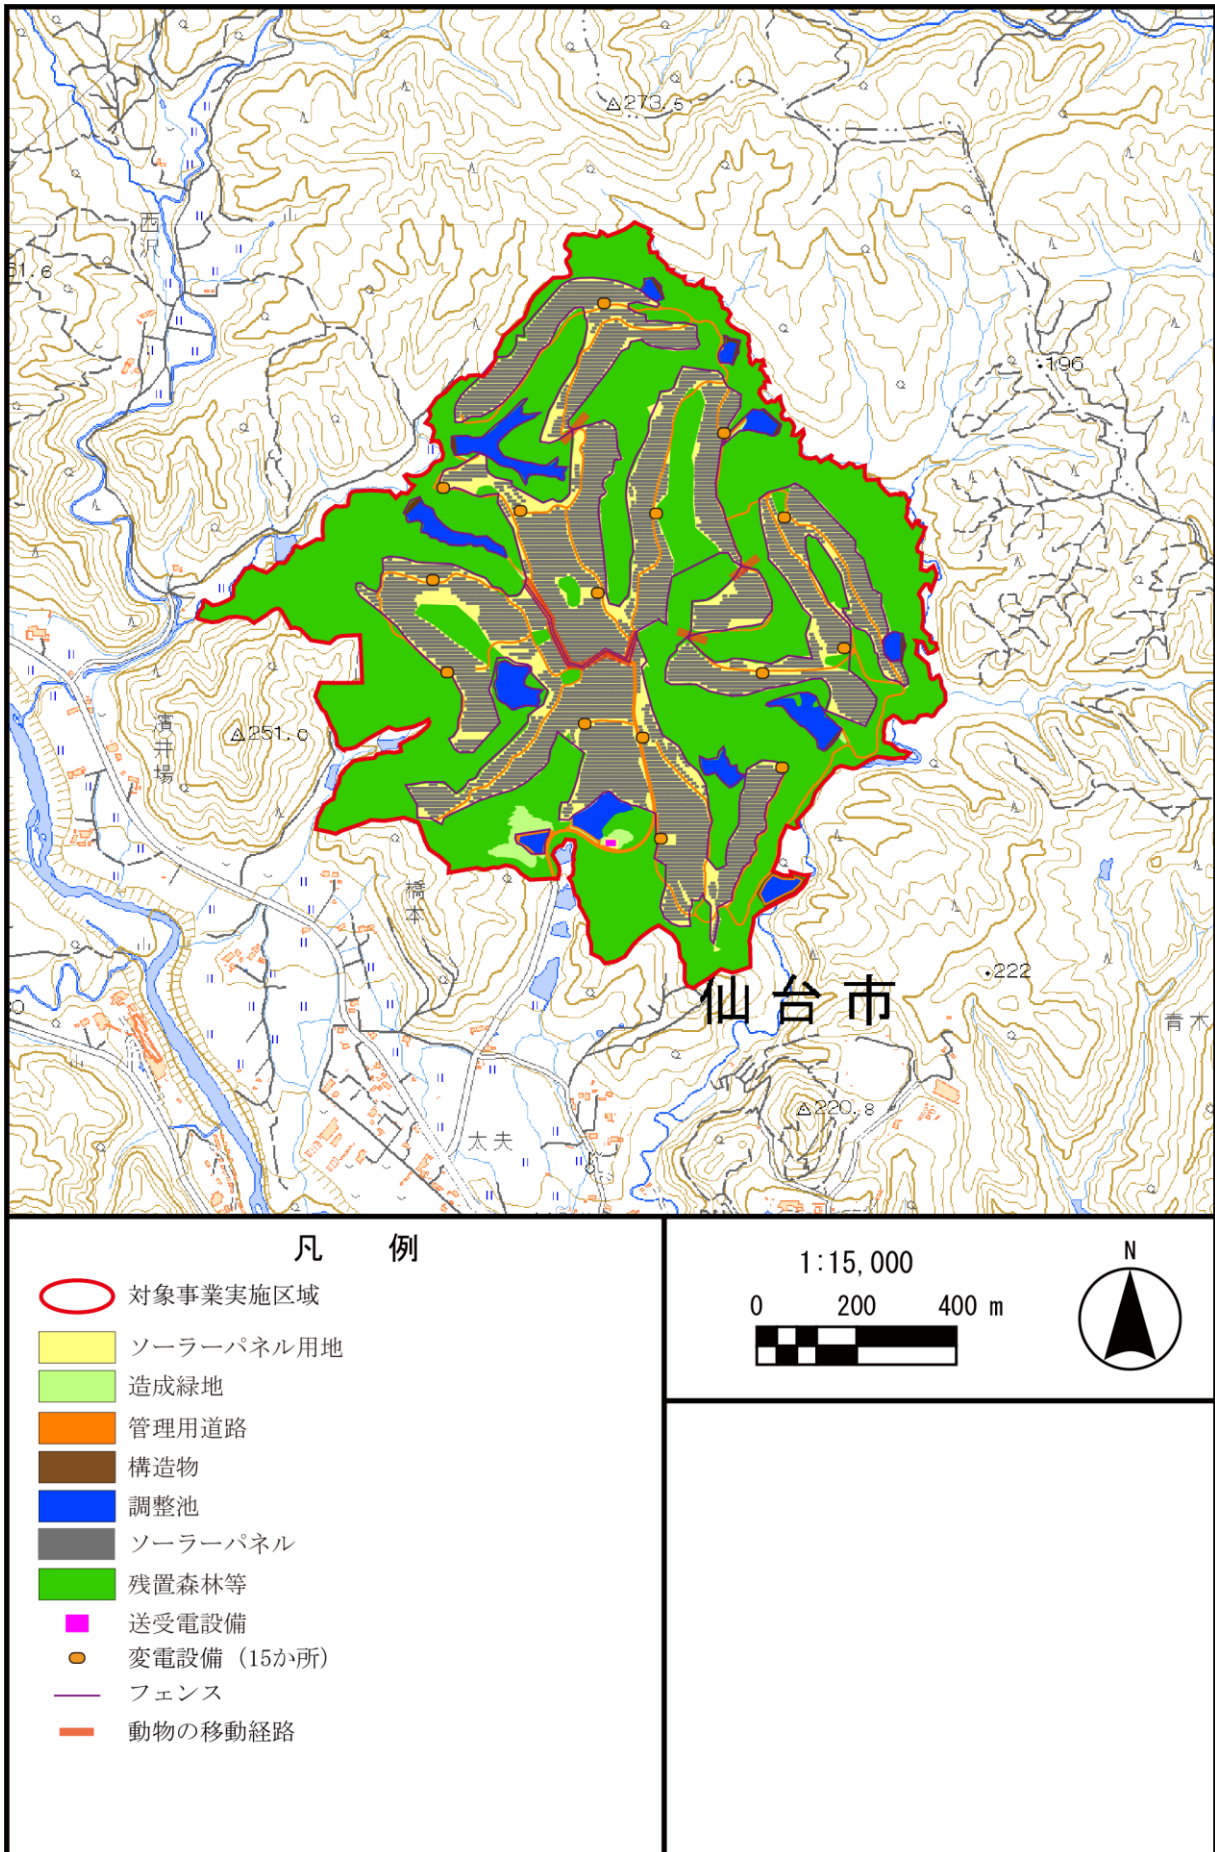 273.5
西沢
51.6
196
濱井場
251.6
橋本
222
仙台市
青木
220.8
太夫
凡 例
対象事業実施区域
ソーラーパネル用地
造成緑地
管理用道路
構造物
調整池
ソーラーパネル
残置森林等
送受電設備
変電設備（15か所）
フェンス
動物の移動経路
1:15,000
0 200 400 m
N